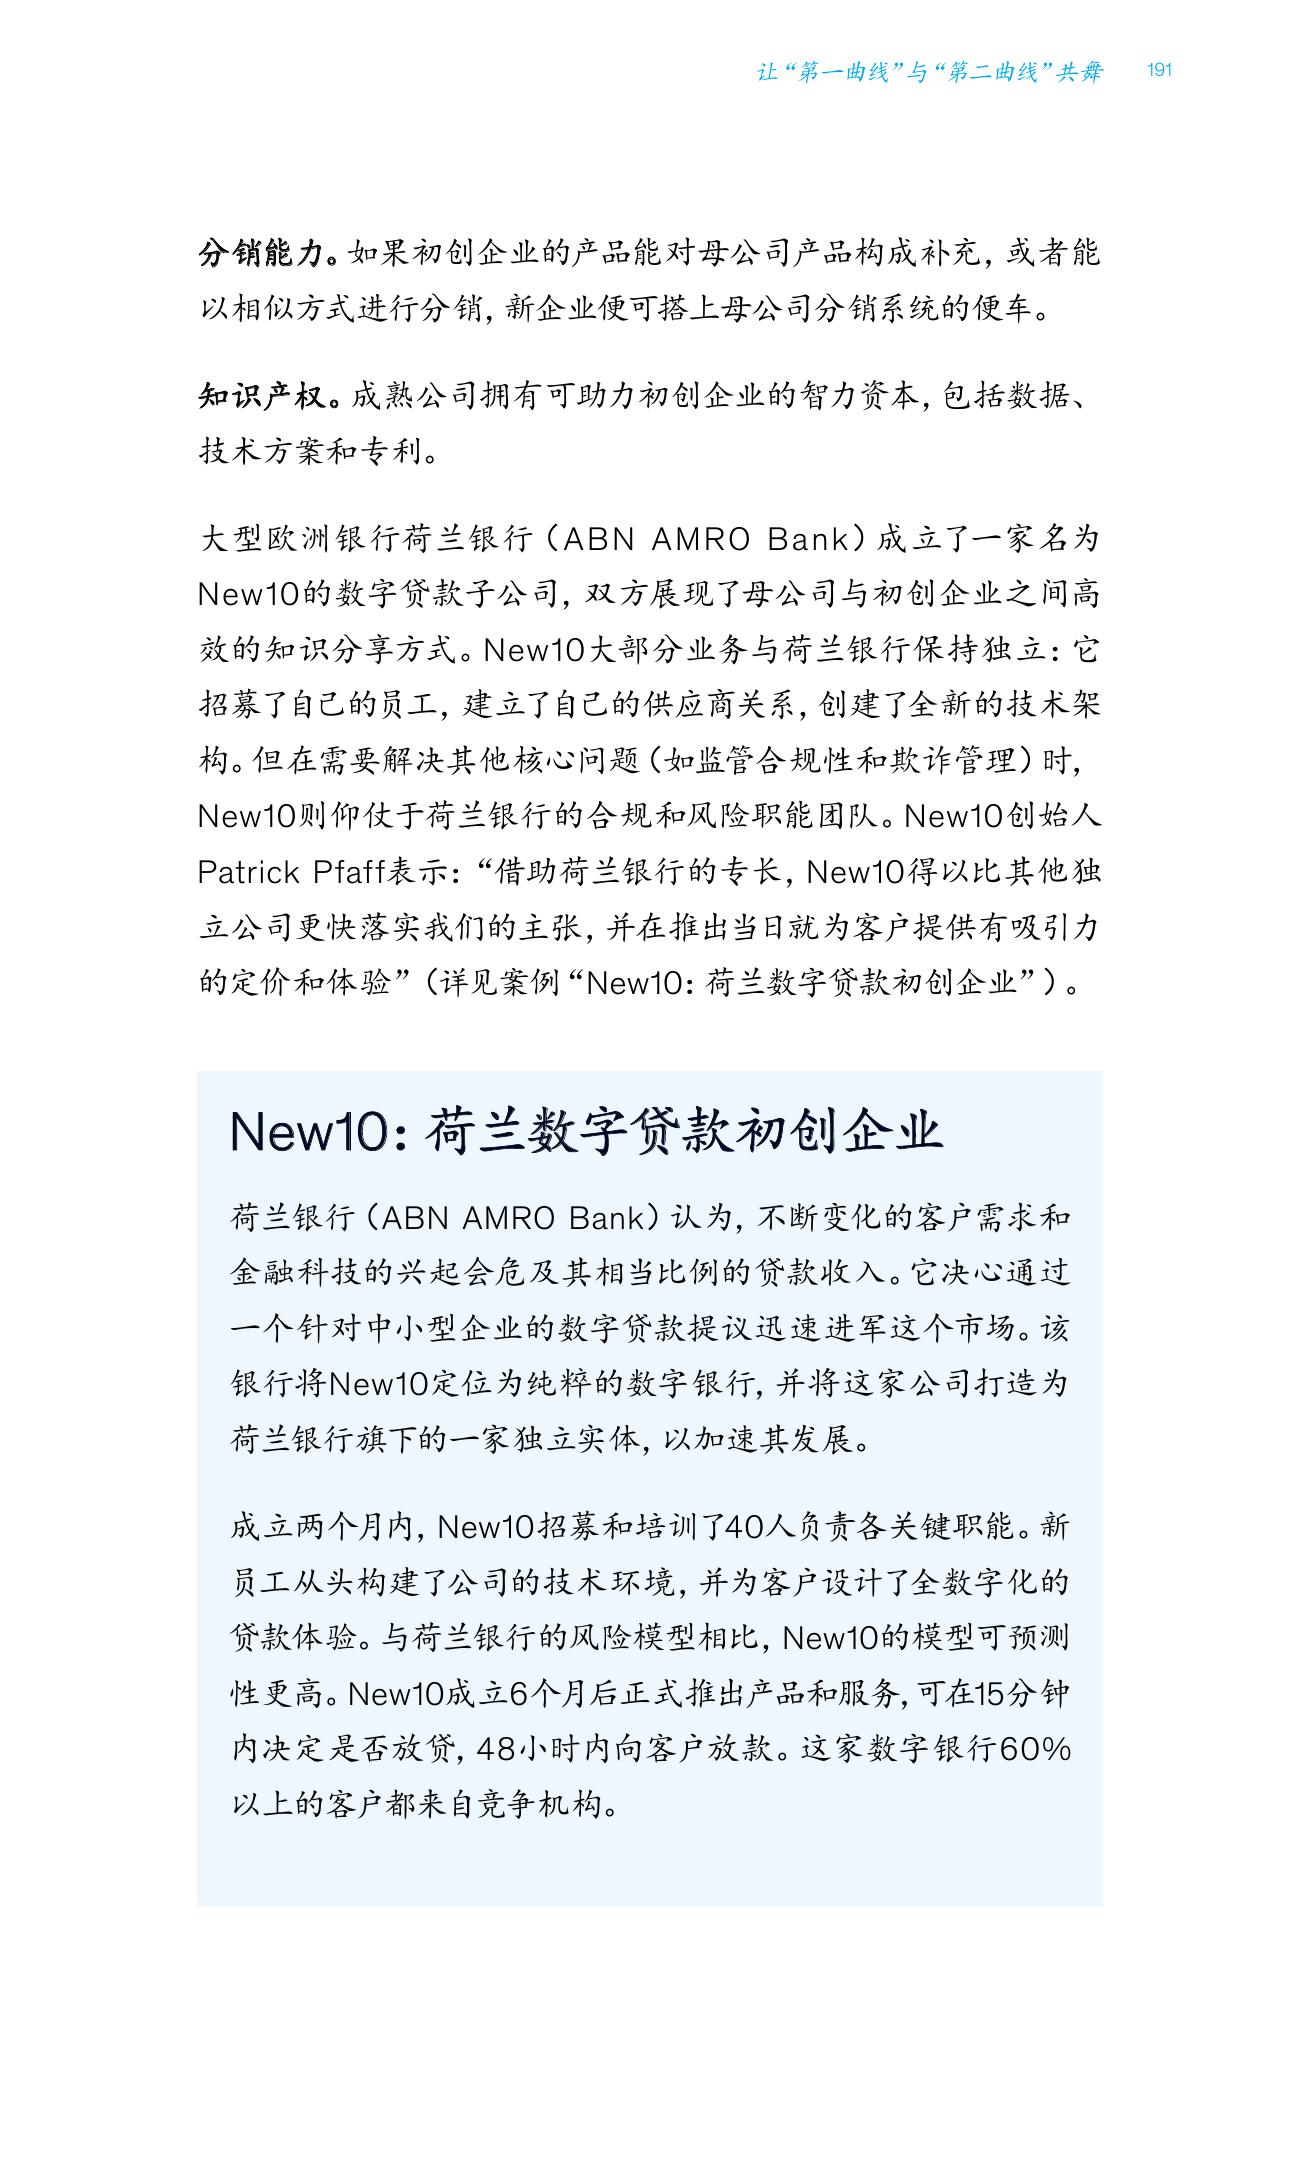 让“第一曲线”与“第二曲线”共舞 191
分销能力。如果初创企业的产品能对母公司产品构成补充，或者能
以相似方式进行分销，新企业便可搭上母公司分销系统的便车。
知识产权。成熟公司拥有可助力初创企业的智力资本，包括数据、
技术方案和专利。
大型欧洲银行荷兰银行（ABN AMRO Bank）成立了一家名为
New10的数字贷款子公司，双方展现了母公司与初创企业之间高
效的知识分享方式。New10大部分业务与荷兰银行保持独立：它
招募了自己的员工，建立了自己的供应商关系，创建了全新的技术架
构。但在需要解决其他核心问题（如监管合规性和欺诈管理）时，
New10则仰仗于荷兰银行的合规和风险职能团队。New10创始人
Patrick Pfaff表示：“借助荷兰银行的专长，New10得以比其他独
立公司更快落实我们的主张，并在推出当日就为客户提供有吸引力
的定价和体验”（详见案例“New10：荷兰数字贷款初创企业”）。
New10：荷兰数字贷款初创企业
荷兰银行（ABN AMRO Bank）认为，不断变化的客户需求和
金融科技的兴起会危及其相当比例的贷款收入。它决心通过
一个针对中小型企业的数字贷款提议迅速进军这个市场。该
银行将New10定位为纯粹的数字银行，并将这家公司打造为
荷兰银行旗下的一家独立实体，以加速其发展。
成立两个月内，New10招募和培训了40人负责各关键职能。新
员工从头构建了公司的技术环境，并为客户设计了全数字化的
贷款体验。与荷兰银行的风险模型相比，New10的模型可预测
性更高。New10成立6个月后正式推出产品和服务，可在15分钟
内决定是否放贷，48小时内向客户放款。这家数字银行60%
以上的客户都来自竞争机构。